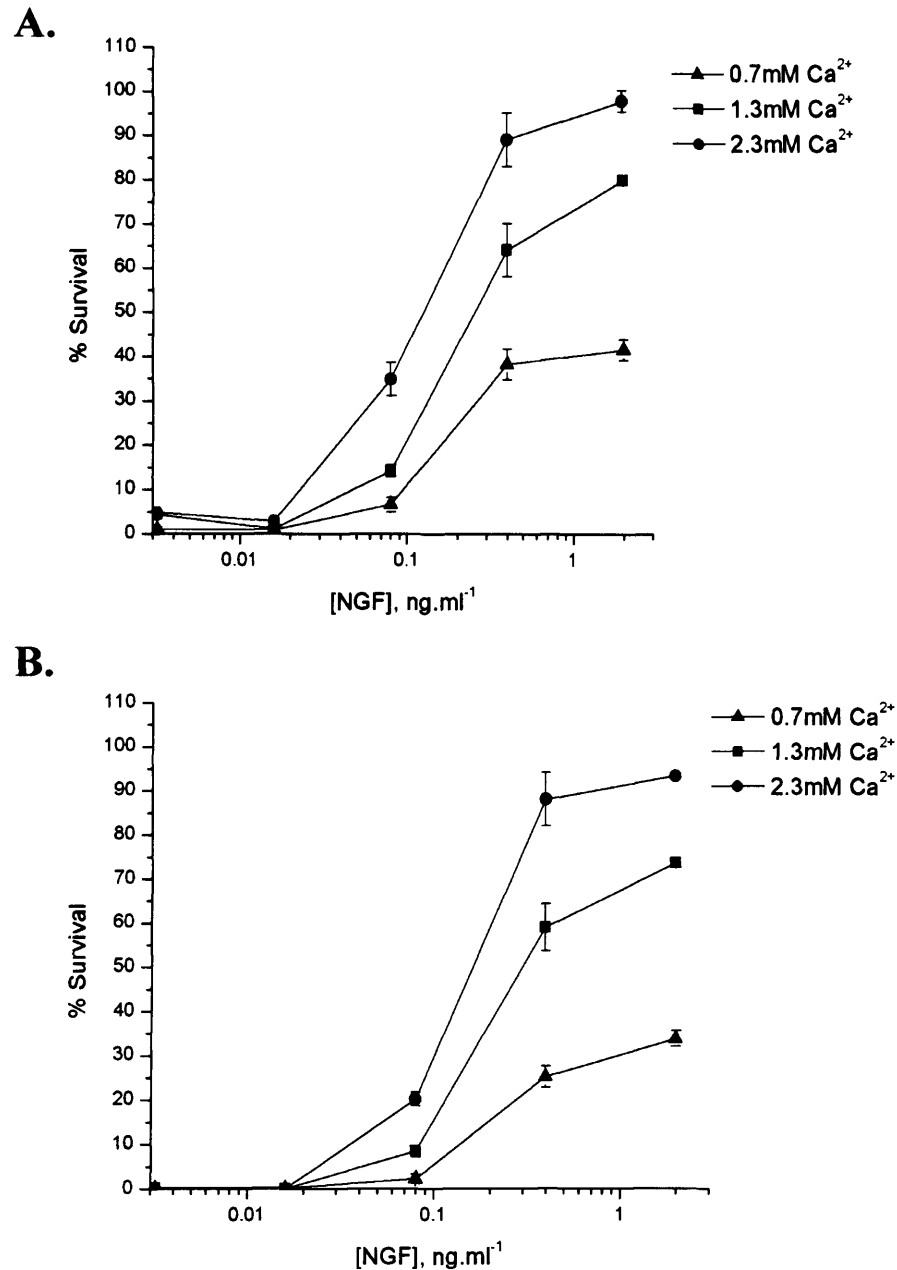 A.
110
100
90
80
70
60
50
40
30
20
10
0
% Survival
0.01
0.1
1
[NGF], ng.ml⁻¹
0.7mM Ca²⁺
1.3mM Ca²⁺
2.3mM Ca²⁺
B.
110
100
90
80
70
60
50
40
30
20
10
0
% Survival
0.01
0.1
1
[NGF], ng.ml⁻¹
0.7mM Ca²⁺
1.3mM Ca²⁺
2.3mM Ca²⁺